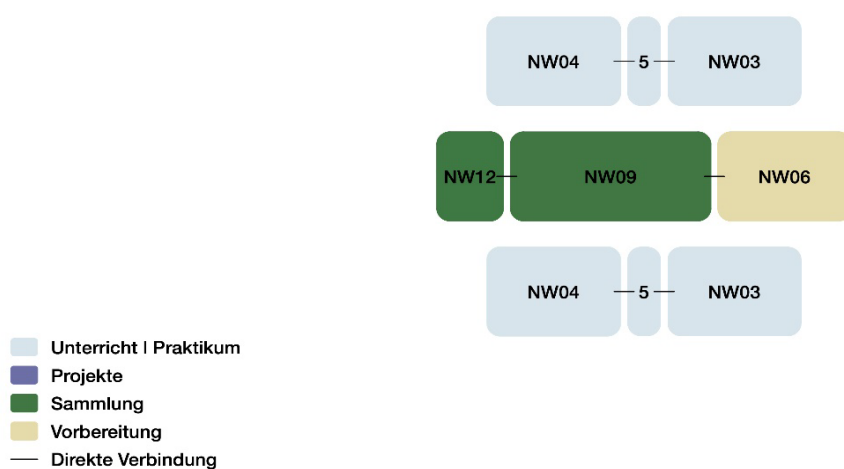 NW04 5 NW03
NW12 NW09 NW06
NW04 5 NW03
Unterricht I Praktikum
Projekte
Sammlung
Vorbereitung
Direkte Verbindung